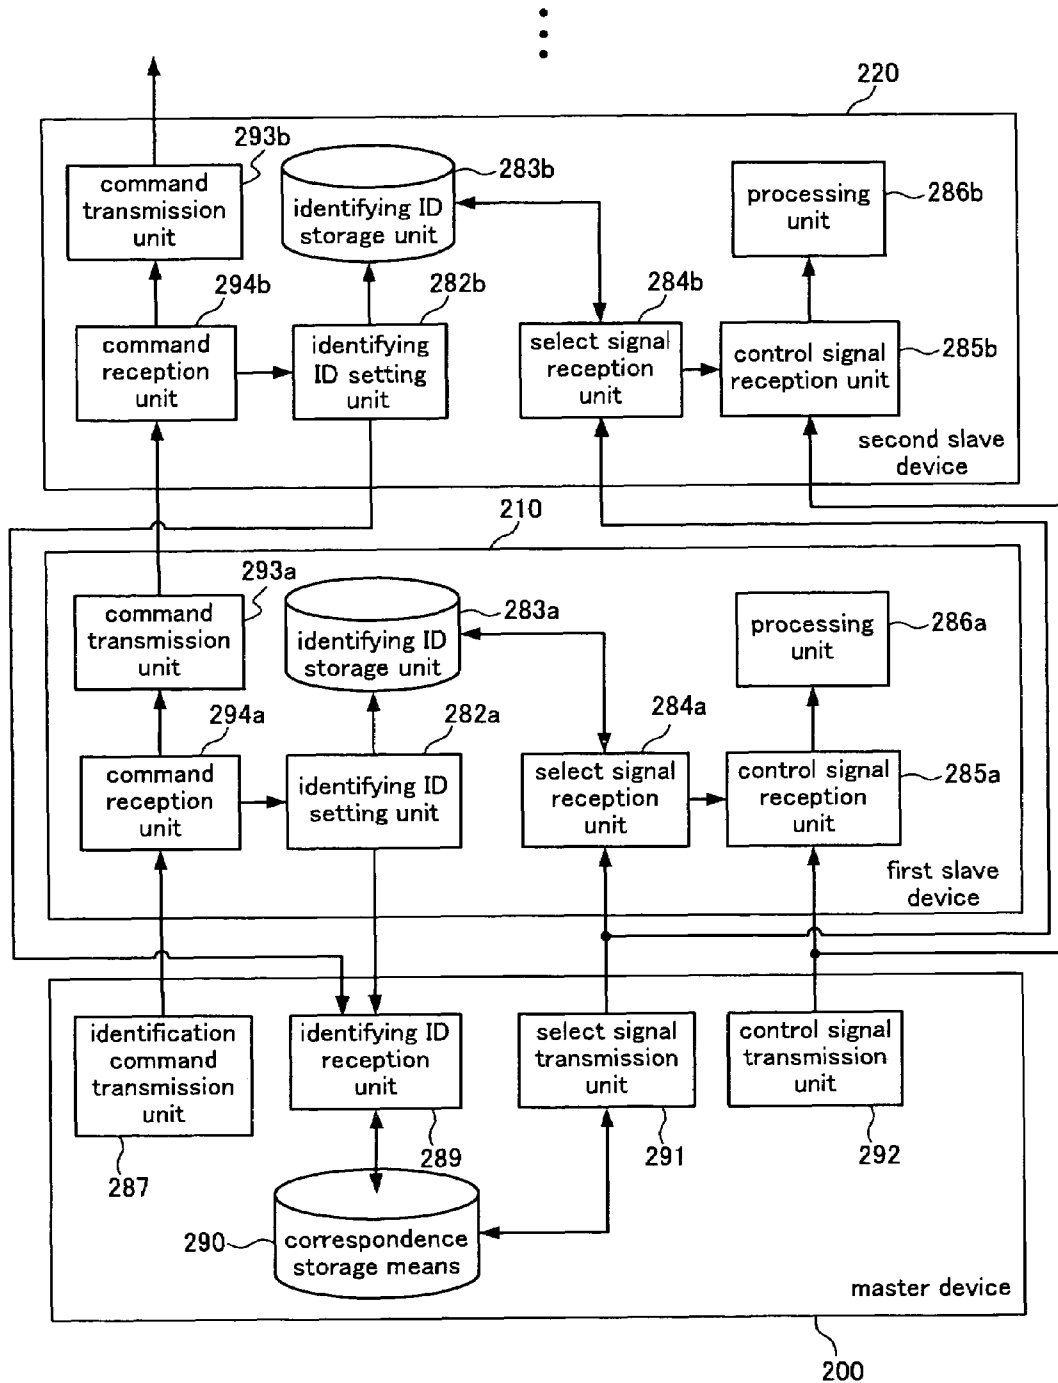 220
293b
command
transmission
unit
identifying ID
storage unit
283b
processing
unit
286b
294b
command
reception
unit
282b
identifying
ID setting
unit
284b
select signal
reception
unit
control signal
reception unit
285b
second slave
device
210
293a
command
transmission
unit
identifying ID
storage unit
283a
processing
unit
286a
294a
command
reception
unit
282a
identifying ID
setting unit
284a
select signal
reception
unit
control signal
reception
unit
285a
first slave
device
identification
command
transmission
unit
287
identifying ID
reception
unit
289
select signal
transmission
unit
291
control signal
transmission
unit
292
290
correspondence
storage means
master device
200